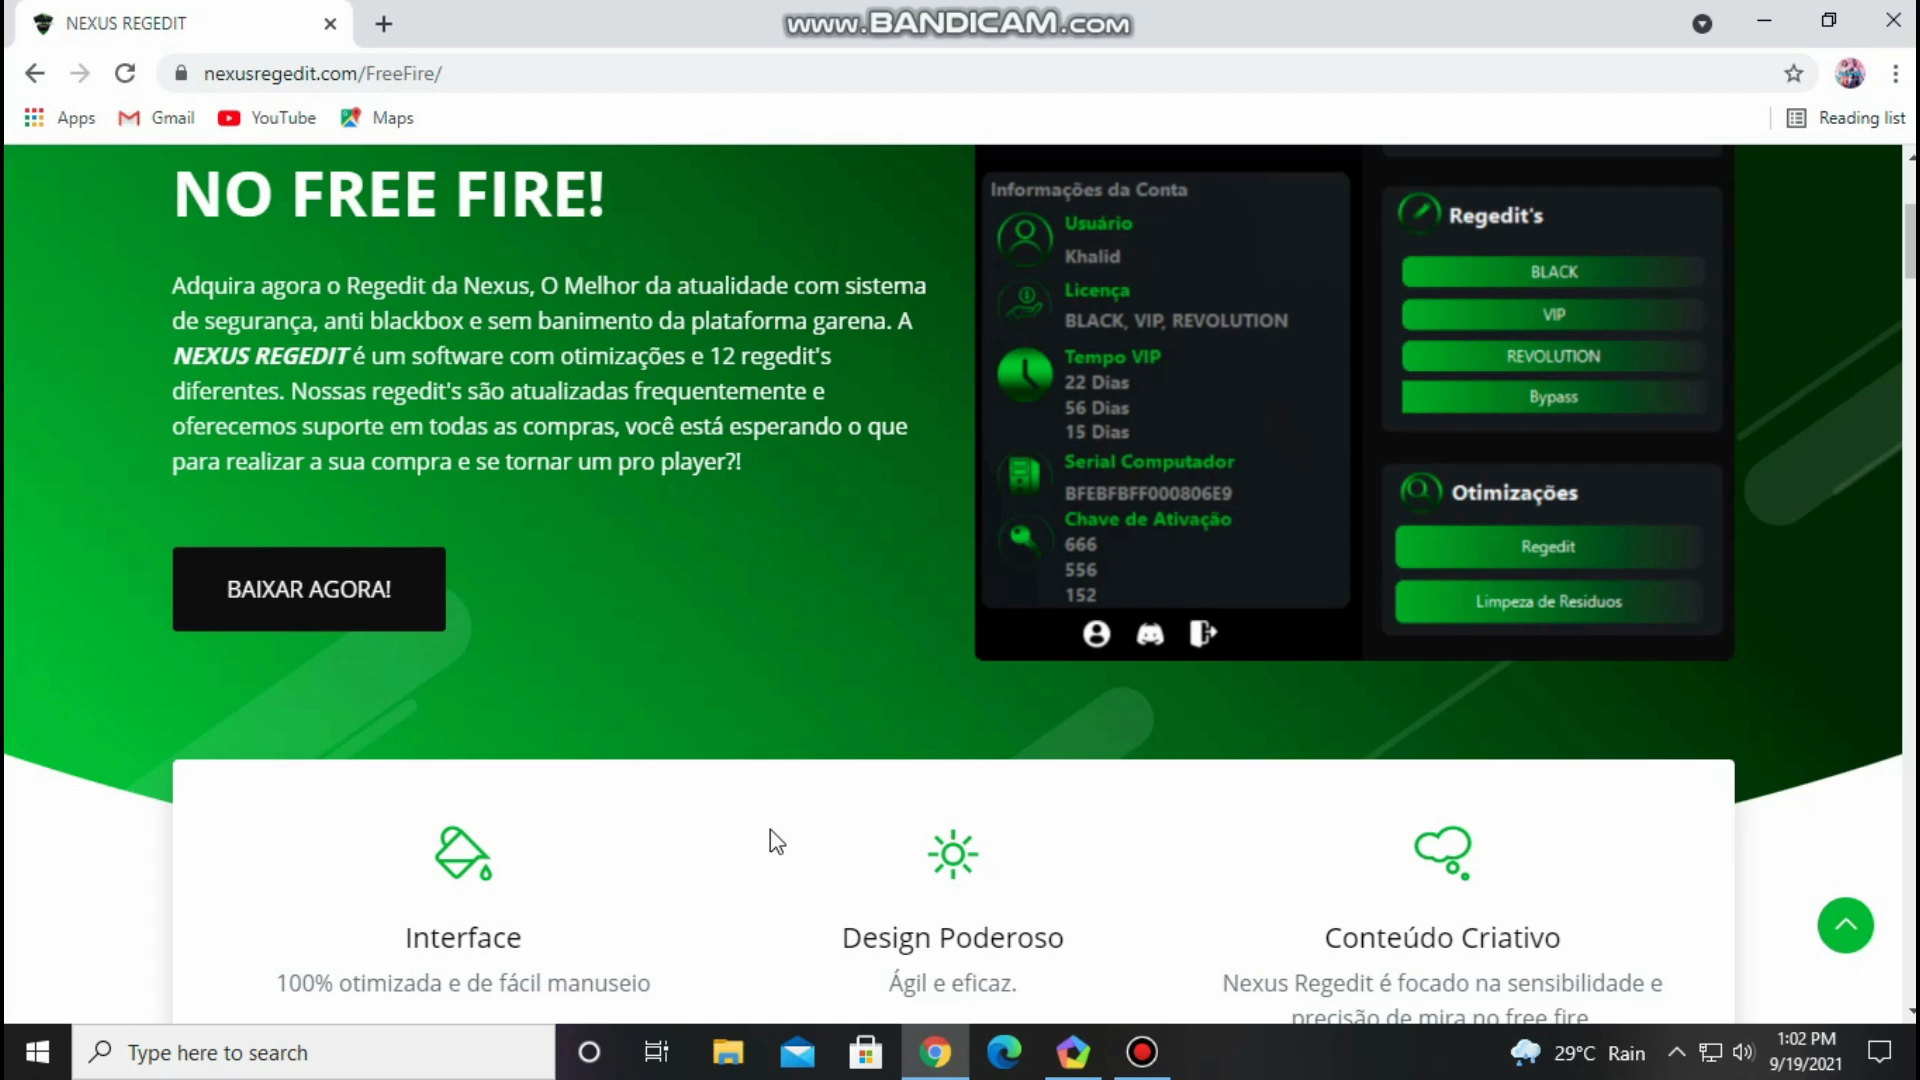 NEXUS REGEDIT
www.BANDICAM.com
nexusregedit.com/FreeFire/
Apps
Gmail
YouTube
Maps
Reading list
NO FREE FIRE!
Adquira agora o Regedit da Nexus, O Melhor da atualidade com sistema
de segurança, anti blackbox e sem banimento da plataforma garena. A
NEXUS REGEDIT é um software com otimizações e 12 regedit's
diferentes. Nossas regedit's são atualizadas frequentemente e
oferecemos suporte em todas as compras, você está esperando o que
para realizar a sua compra e se tornar um pro player?!
BAIXAR AGORA!
Informações da Conta
Usuário
Khalid
Licença
BLACK, VIP, REVOLUTION
Tempo VIP
22 Dias
56 Dias
15 Dias
Serial Computador
BFEBFBFF000806E9
Chave de Ativação
666
556
152
Regedit's
BLACK
VIP
REVOLUTION
Bypass
Otimizações
Regedit
Limpeza de Residuos
Interface
100% otimizada e de fácil manuseio
Design Poderoso
Ágil e eficaz.
Conteúdo Criativo
Nexus Regedit é focado na sensibilidade e
precisão de mira no free fire
Type here to search
29°C Rain
1:02 PM
9/19/2021